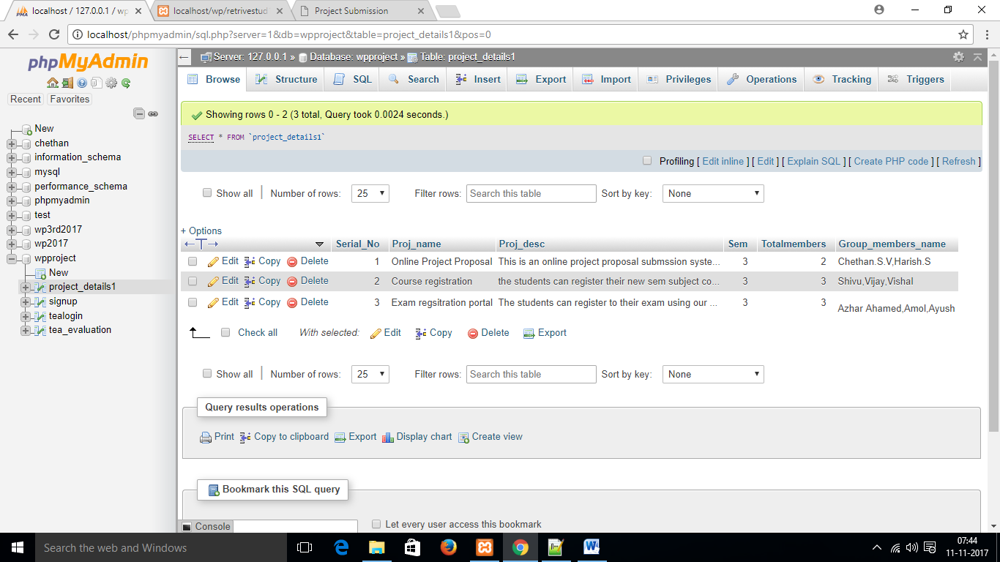 localhost / 127.0.0.1 / wp
localhost/wp/retrivestud
Project Submission
localhost/phpmyadmin/sql.php?server=1&db=wpproject&table=project_details1&pos=0
phpMyAdmin
Recent Favorites
New
chethan
information_schema
mysql
performance_schema
phpmyadmin
test
wp3rd2017
wp2017
wpproject
New
project_details1
signup
tealogin
tea_evaluation
Server: 127.0.0.1 » Database: wpproject » Table: project_details1
Browse Structure SQL Search Insert Export Import Privileges Operations Tracking Triggers
Showing rows 0 - 2 (3 total, Query took 0.0024 seconds.)
SELECT * FROM `project_details1`
Profiling [ Edit inline ] [ Edit ] [ Explain SQL ] [ Create PHP code ] [ Refresh ]
Show all | Number of rows: 25 Filter rows: Search this table Sort by key: None
+ Options
←T→ Serial_No Proj_name Proj_desc Sem Totalmembers Group_members_name
Edit Copy Delete 1 Online Project Proposal This is an online project proposal submssion syste... 3 2 Chethan.S.V,Harish.S
Edit Copy Delete 2 Course registration the students can register their new sem subject co... 3 3 Shivu,Vijay,Vishal
Edit Copy Delete 3 Exam regsitration portal The students can register to their exam using our ... 3 3 Azhar Ahamed,Amol,Ayush
Check all With selected: Edit Copy Delete Export
Show all | Number of rows: 25 Filter rows: Search this table Sort by key: None
Query results operations
Print Copy to clipboard Export Display chart Create view
Bookmark this SQL query
Console
Let every user access this bookmark
Search the web and Windows
07:44
11-11-2017